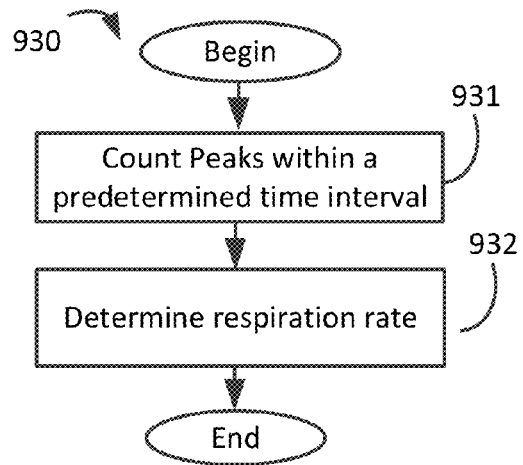 930
Begin
931
Count Peaks within a
predetermined time interval
932
Determine respiration rate
End